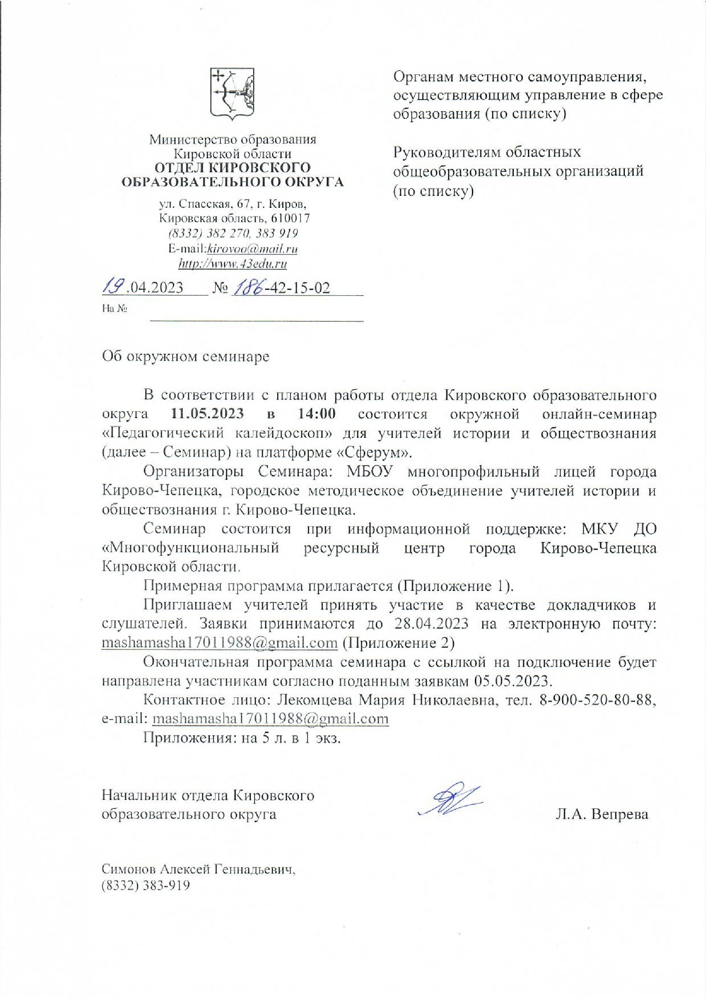 Министерство образования
Кировской области
ОТДЕЛ КИРОВСКОГО
ОБРАЗОВАТЕЛЬНОГО ОКРУГА
ул. Спасская, 67, г. Киров,
Кировская область, 610017
(8332) 382 270, 383 919
E-mail:kirovoo@mail.ru
http://www.43edu.ru
19.04.2023 № 186-42-15-02
На №
Органам местного самоуправления,
осуществляющим управление в сфере
образования (по списку)
Руководителям областных
общеобразовательных организаций
(по списку)
Об окружном семинаре
В соответствии с планом работы отдела Кировского образовательного
округа 11.05.2023 в 14:00 состоится окружной онлайн-семинар
«Педагогический калейдоскоп» для учителей истории и обществознания
(далее – Семинар) на платформе «Сферум».
Организаторы Семинара: МБОУ многопрофильный лицей города
Кирово-Чепецка, городское методическое объединение учителей истории и
обществознания г. Кирово-Чепецка.
Семинар состоится при информационной поддержке: МКУ ДО
«Многофункциональный ресурсный центр города Кирово-Чепецка
Кировской области.
Примерная программа прилагается (Приложение 1).
Приглашаем учителей принять участие в качестве докладчиков и
слушателей. Заявки принимаются до 28.04.2023 на электронную почту:
mashamasha17011988@gmail.com (Приложение 2)
Окончательная программа семинара с ссылкой на подключение будет
направлена участникам согласно поданным заявкам 05.05.2023.
Контактное лицо: Лекомцева Мария Николаевна, тел. 8-900-520-80-88,
e-mail: mashamasha17011988@gmail.com
Приложения: на 5 л. в 1 экз.
Начальник отдела Кировского
образовательного округа Л.А. Вепрева
Симонов Алексей Геннадьевич,
(8332) 383-919